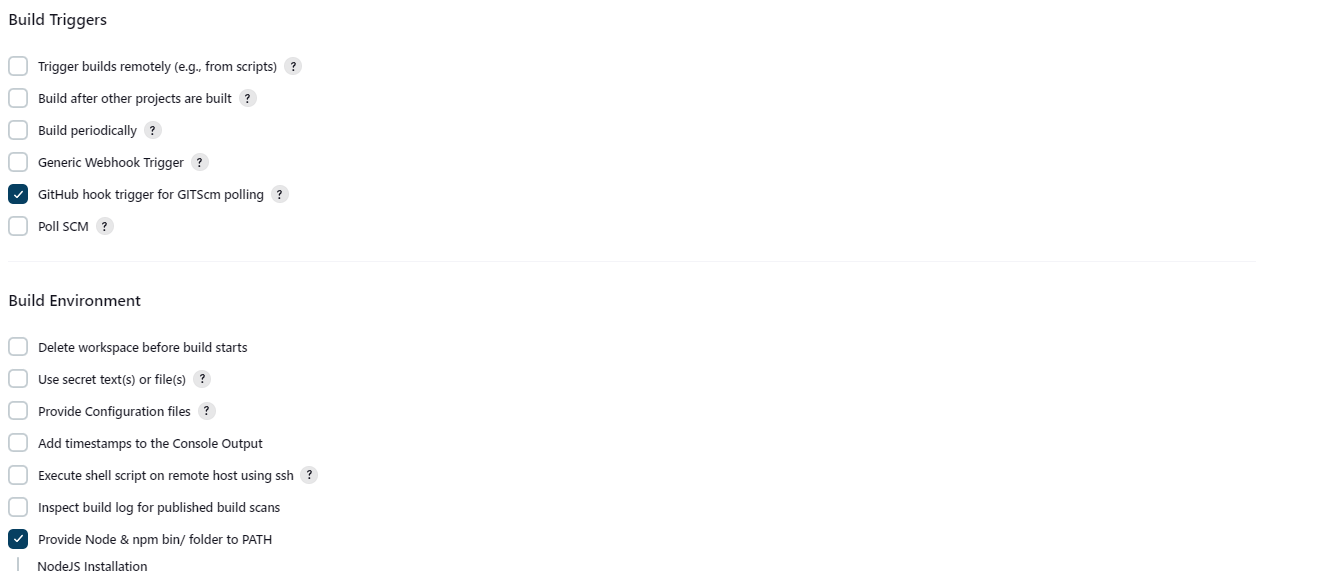 Build Triggers
Trigger builds remotely (e.g., from scripts) ?
Build after other projects are built ?
Build periodically ?
Generic Webhook Trigger ?
GitHub hook trigger for GITScm polling ?
Poll SCM ?
Build Environment
Delete workspace before build starts
Use secret text(s) or file(s) ?
Provide Configuration files ?
Add timestamps to the Console Output
Execute shell script on remote host using ssh ?
Inspect build log for published build scans
Provide Node & npm bin/ folder to PATH
NodeJS Installation